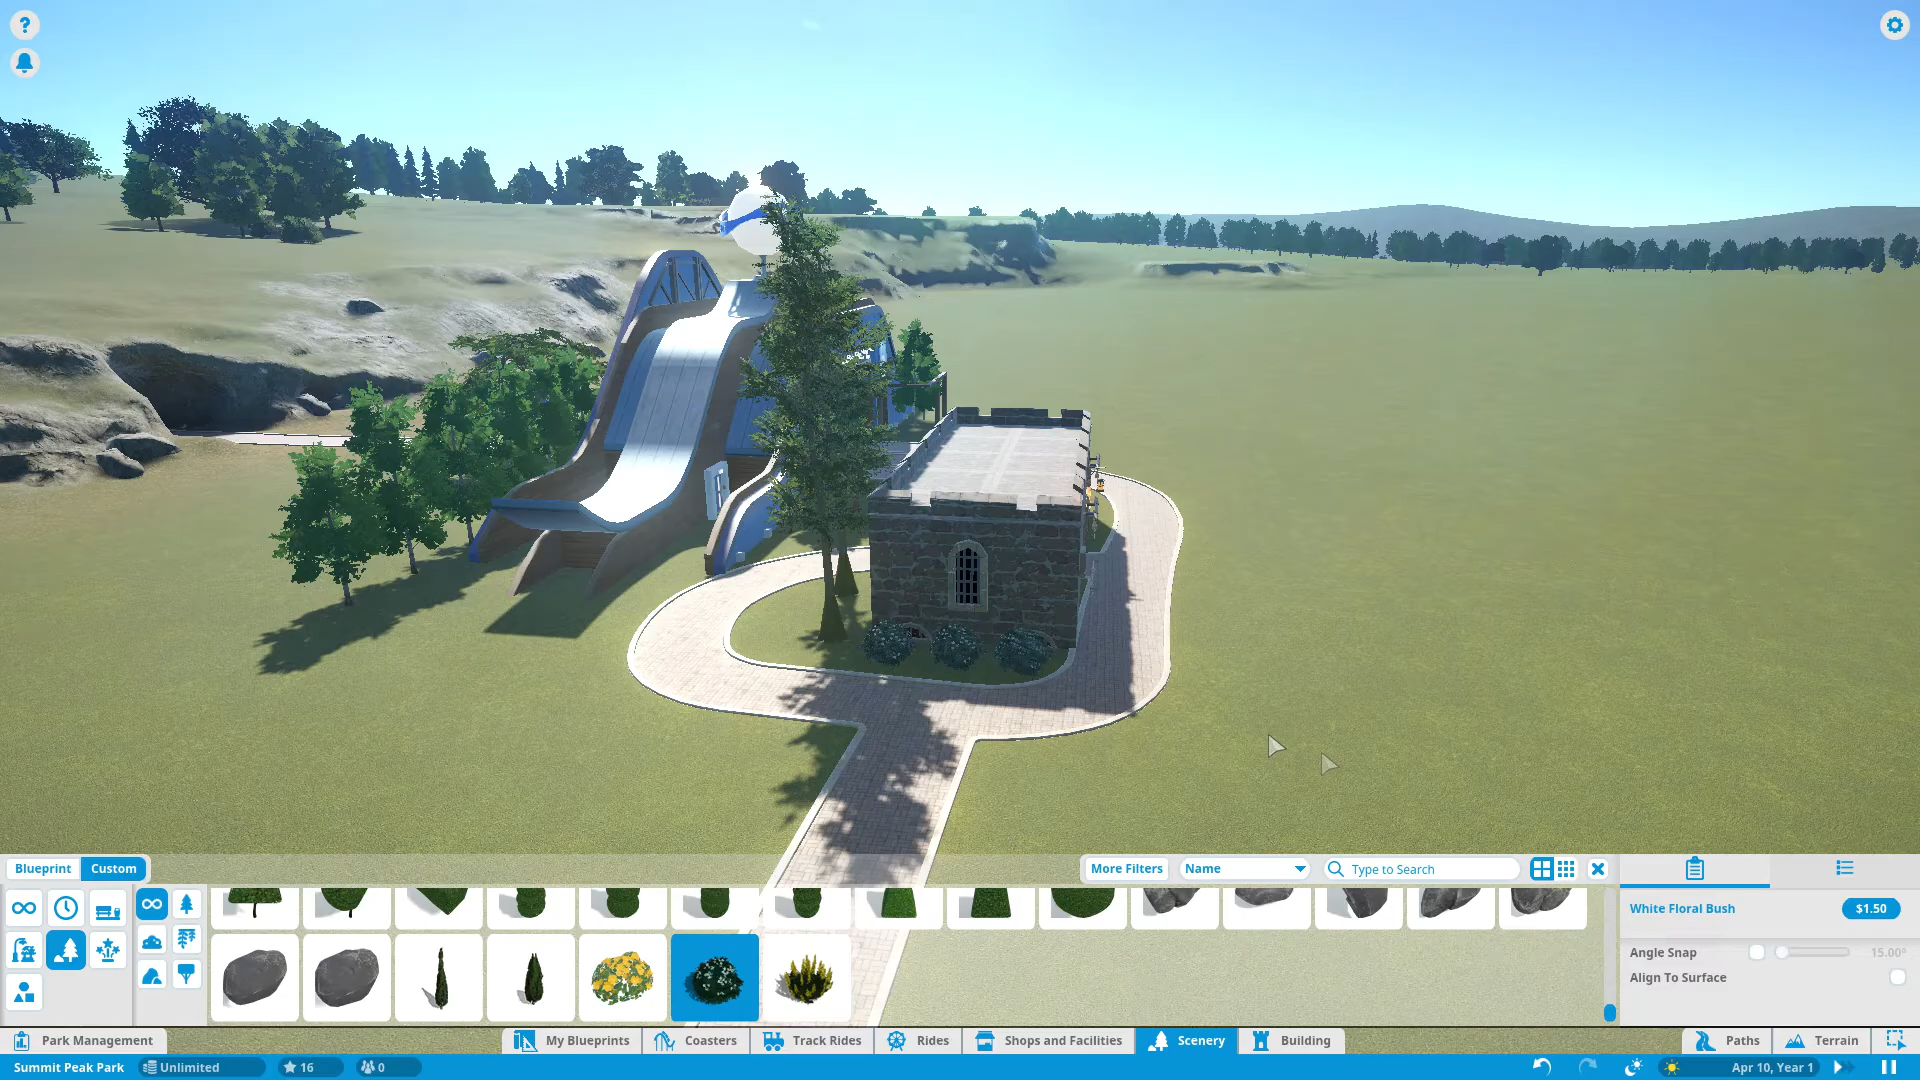 ?
Blueprint
Custom
More Filters
Name
Type to Search
White Floral Bush
$1.50
Angle Snap
15.00°
Align To Surface
Park Management
My Blueprints
Coasters
Track Rides
Rides
Shops and Facilities
Scenery
Building
Paths
Terrain
Summit Peak Park
Unlimited
16
0
Apr 10, Year 1